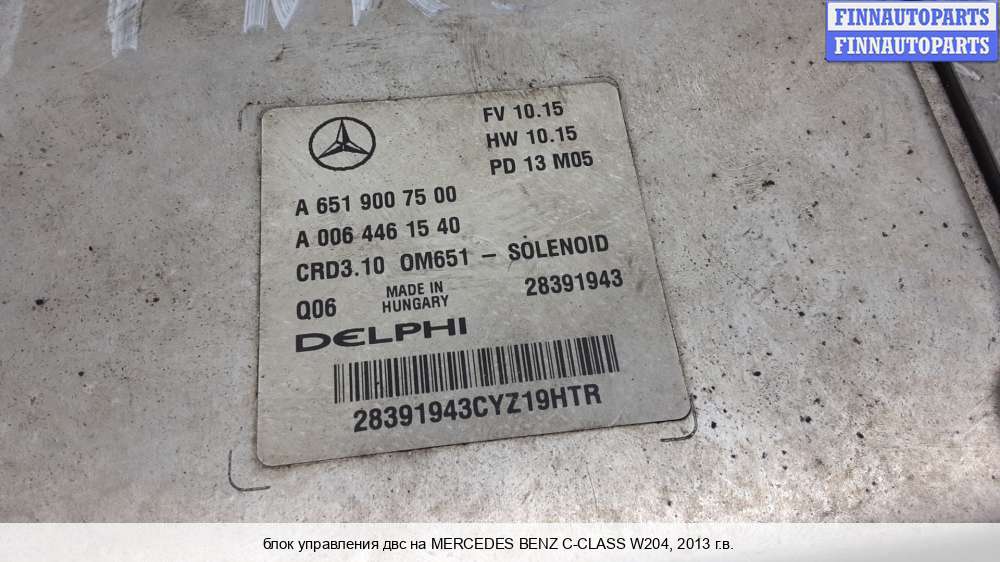 FINNAUTOPARTS
FINNAUTOPARTS
FV 10.15
HW 10.15
PD 13 M05
A 651 900 75 00
A 006 446 15 40
CRD3.10 OM651 – SOLENOID
Q06 MADE IN HUNGARY 28391943
DELPHI
28391943CYZ19HTR
блок управления двс на MERCEDES BENZ C-CLASS W204, 2013 г.в.